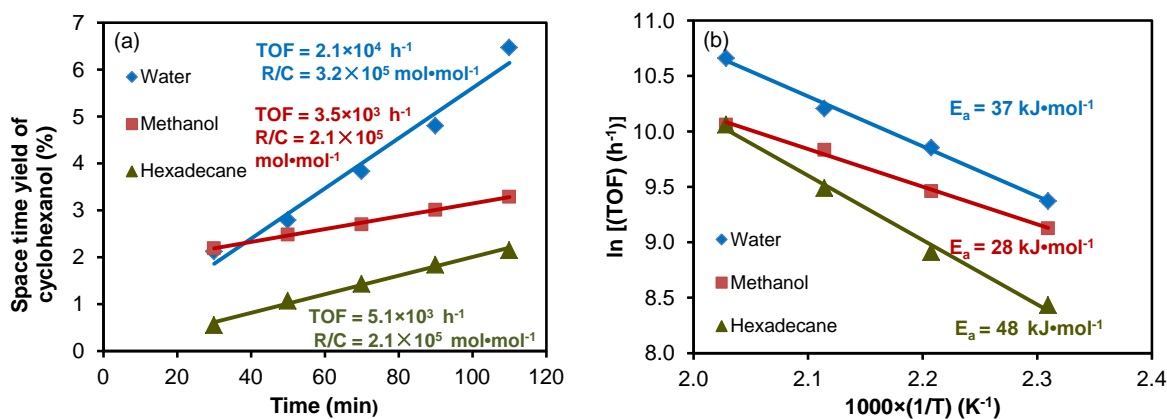 (a)
TOF = 2.1×10⁴ h⁻¹
R/C = 3.2×10⁵ mol•mol⁻¹
TOF = 3.5×10³ h⁻¹
R/C = 2.1×10⁵
mol•mol⁻¹
TOF = 5.1×10³ h⁻¹
R/C = 2.1×10⁵ mol•mol⁻¹
Water
Methanol
Hexadecane
Space time yield of
cyclohexanol (%)
7
6
5
4
3
2
1
0
0 20 40 60 80 100 120
Time (min)
(b)
Eₐ = 37 kJ•mol⁻¹
Eₐ = 28 kJ•mol⁻¹
Eₐ = 48 kJ•mol⁻¹
Water
Methanol
Hexadecane
ln [(TOF) (h⁻¹)]
11.0
10.5
10.0
9.5
9.0
8.5
8.0
2.0 2.1 2.2 2.3 2.4
1000×(1/T) (K⁻¹)